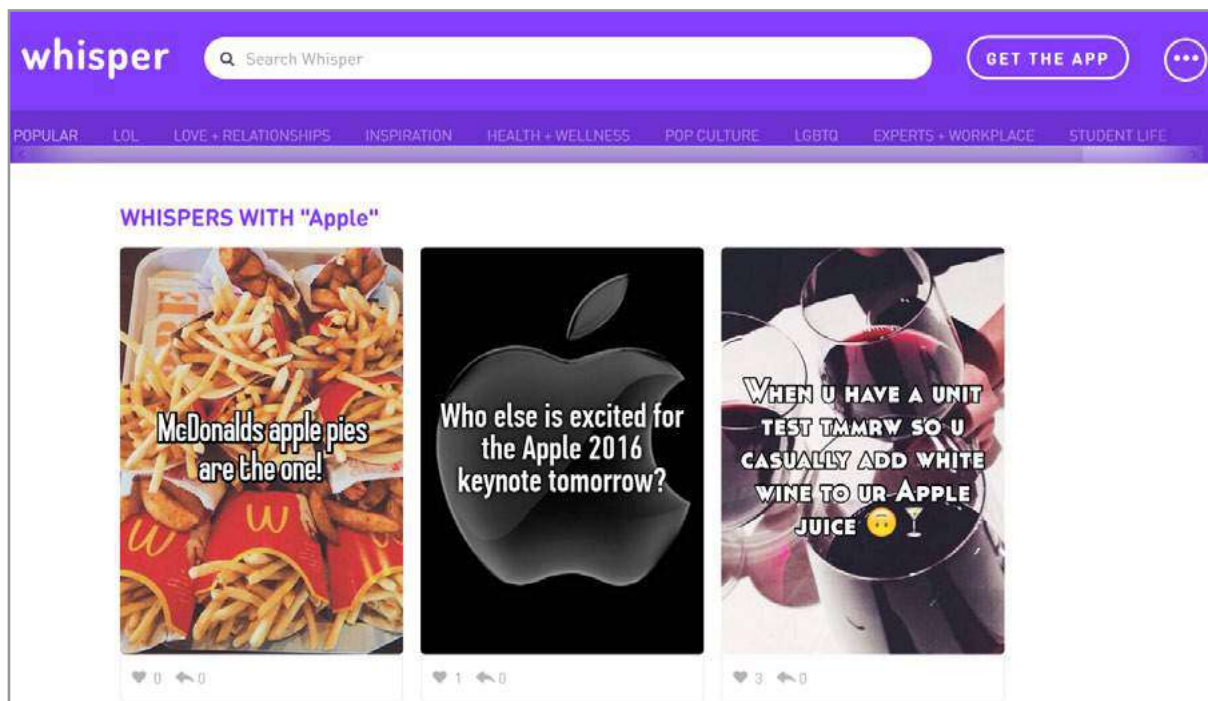 whisper
Search Whisper
GET THE APP
POPULAR LOL LOVE + RELATIONSHIPS INSPIRATION HEALTH + WELLNESS POP CULTURE LGBTQ EXPERTS + WORKPLACE STUDENT LIFE
WHISPERS WITH "Apple"
McDonalds apple pies
are the one!
0 0
Who else is excited for
the Apple 2016
keynote tomorrow?
1 0
WHEN U HAVE A UNIT
TEST TMMRW SO U
CASUALLY ADD WHITE
WINE TO UR APPLE
JUICE 🙃🍸
3 0